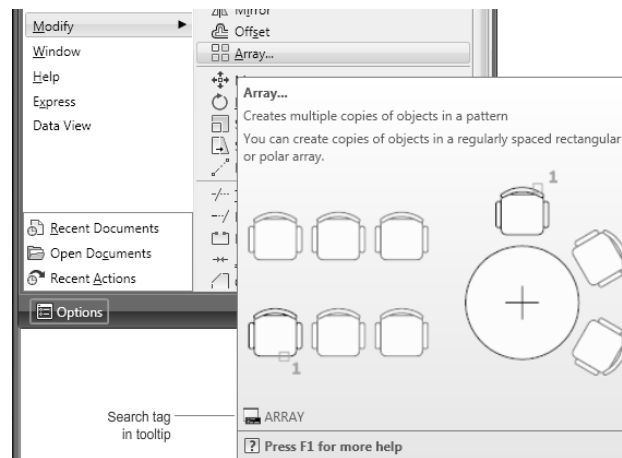 Mirror
Modify
Offset
Window
Array...
Help
Express
Array...
Data View
Creates multiple copies of objects in a pattern
You can create copies of objects in a regularly spaced rectangular
or polar array.
1
Recent Documents
Open Documents
Recent Actions
Options
1
Search tag
in tooltip
ARRAY
? Press F1 for more help